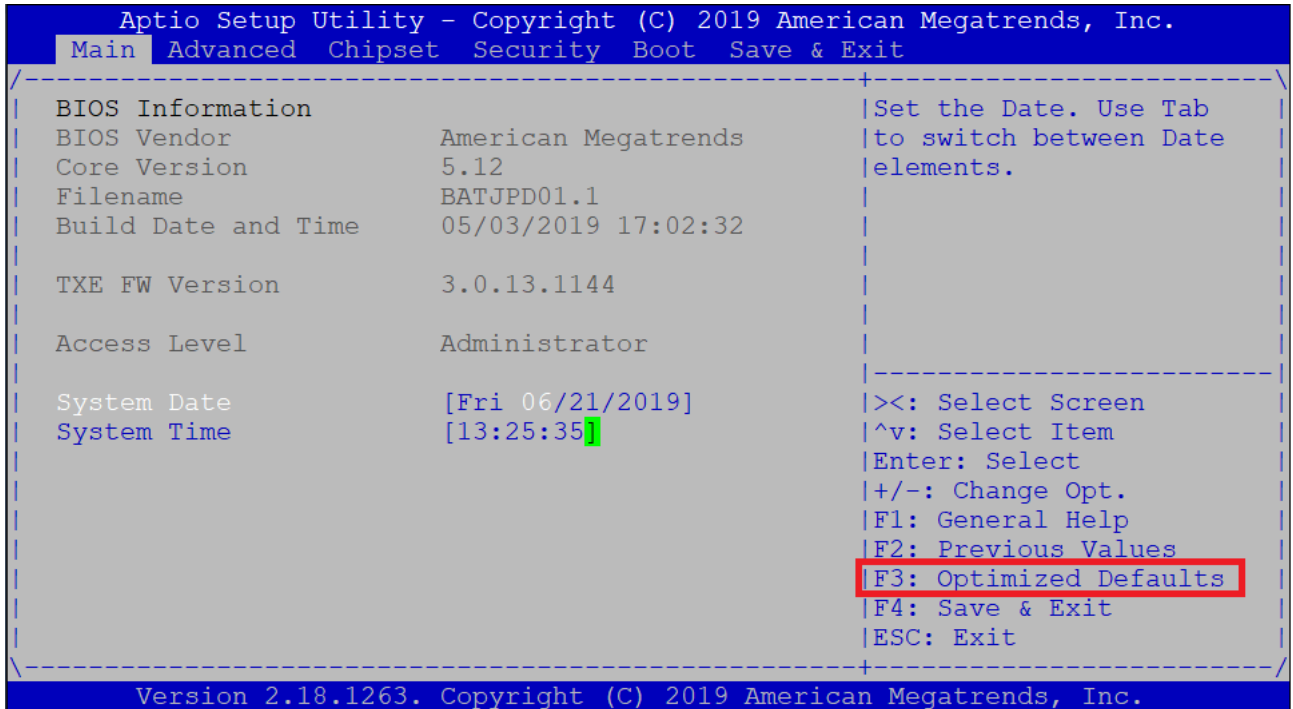 Aptio Setup Utility - Copyright (C) 2019 American Megatrends, Inc.
Main Advanced Chipset Security Boot Save & Exit
BIOS Information
BIOS Vendor American Megatrends
Core Version 5.12
Filename BATJPD01.1
Build Date and Time 05/03/2019 17:02:32
TXE FW Version 3.0.13.1144
Access Level Administrator
System Date [Fri 06/21/2019]
System Time [13:25:35]
Set the Date. Use Tab
to switch between Date
elements.
><: Select Screen
^v: Select Item
Enter: Select
+/-: Change Opt.
F1: General Help
F2: Previous Values
F3: Optimized Defaults
F4: Save & Exit
ESC: Exit
Version 2.18.1263. Copyright (C) 2019 American Megatrends, Inc.